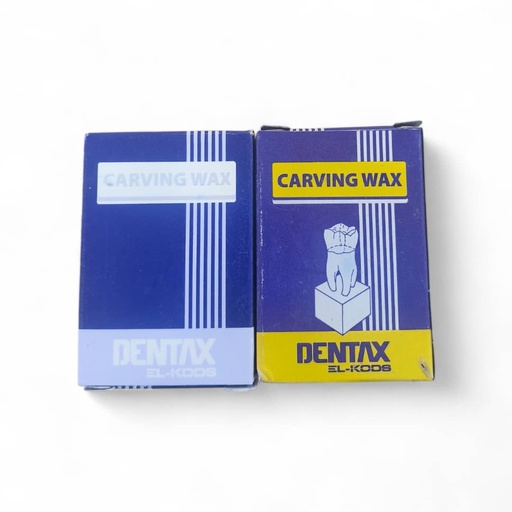 CARVING WAX
DENTAX
EL-KODS
CARVING WAX
DENTAX
EL-KODS